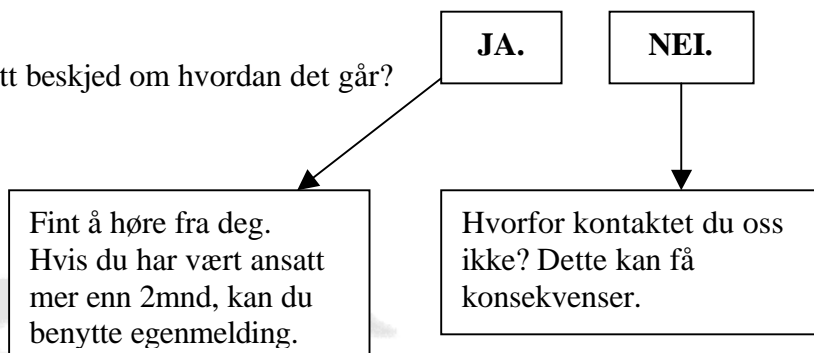 JA.
NEI.
tt beskjed om hvordan det går?
Fint å høre fra deg.
Hvis du har vært ansatt
mer enn 2mnd, kan du
benytte egenmelding.
Hvorfor kontaktet du oss
ikke? Dette kan få
konsekvenser.